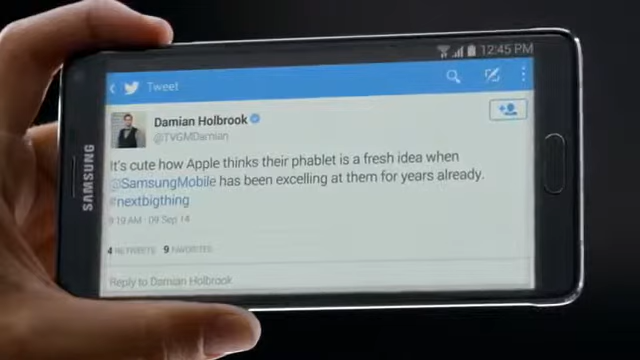 12:45 PM
Tweet
Damian Holbrook
@TVGMDamian
It's cute how Apple thinks their phablet is a fresh idea when
@SamsungMobile has been excelling at them for years already.
#nextbigthing
9:19 AM · 09 Sep 14
4 RETWEETS 9 FAVORITES
Reply to Damian Holbrook
SAMSUNG